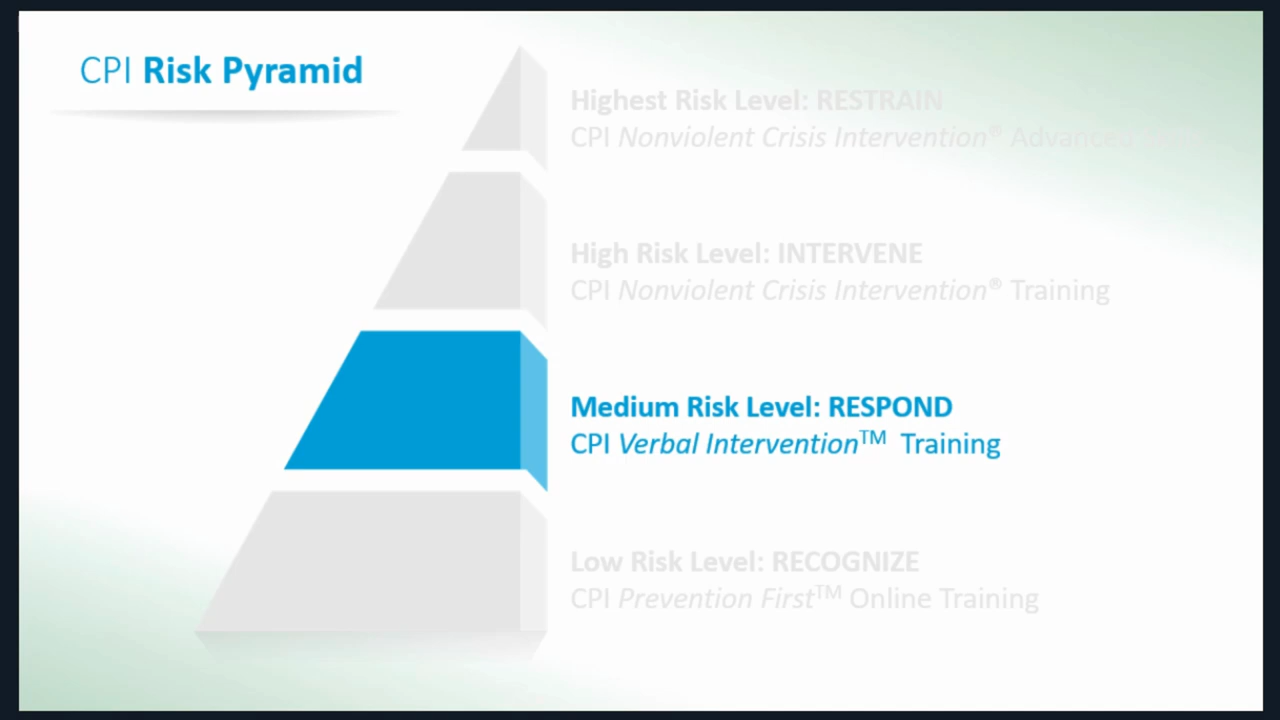 CPI Risk Pyramid
Highest Risk Level: RESTRAIN
CPI Nonviolent Crisis Intervention® Advanced
High Risk Level: INTERVENE
CPI Nonviolent Crisis Intervention® Training
Medium Risk Level: RESPOND
CPI Verbal Intervention™ Training
Low Risk Level: RECOGNIZE
CPI Prevention First™ Online Training